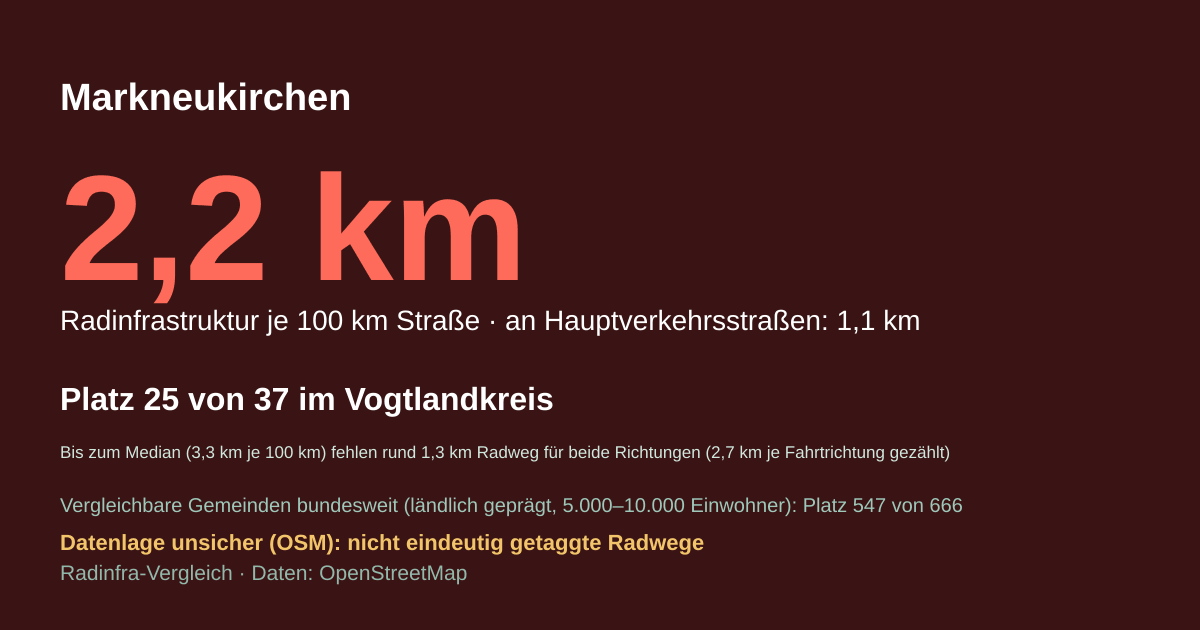 Markneukirchen
2,2 km
Radinfrastruktur je 100 km Straße · an Hauptverkehrsstraßen: 1,1 km
Platz 25 von 37 im Vogtlandkreis
Bis zum Median (3,3 km je 100 km) fehlen rund 1,3 km Radweg für beide Richtungen (2,7 km je Fahrtrichtung gezählt)
Vergleichbare Gemeinden bundesweit (ländlich geprägt, 5.000–10.000 Einwohner): Platz 547 von 666
Datenlage unsicher (OSM): nicht eindeutig getaggte Radwege
Radinfra-Vergleich · Daten: OpenStreetMap